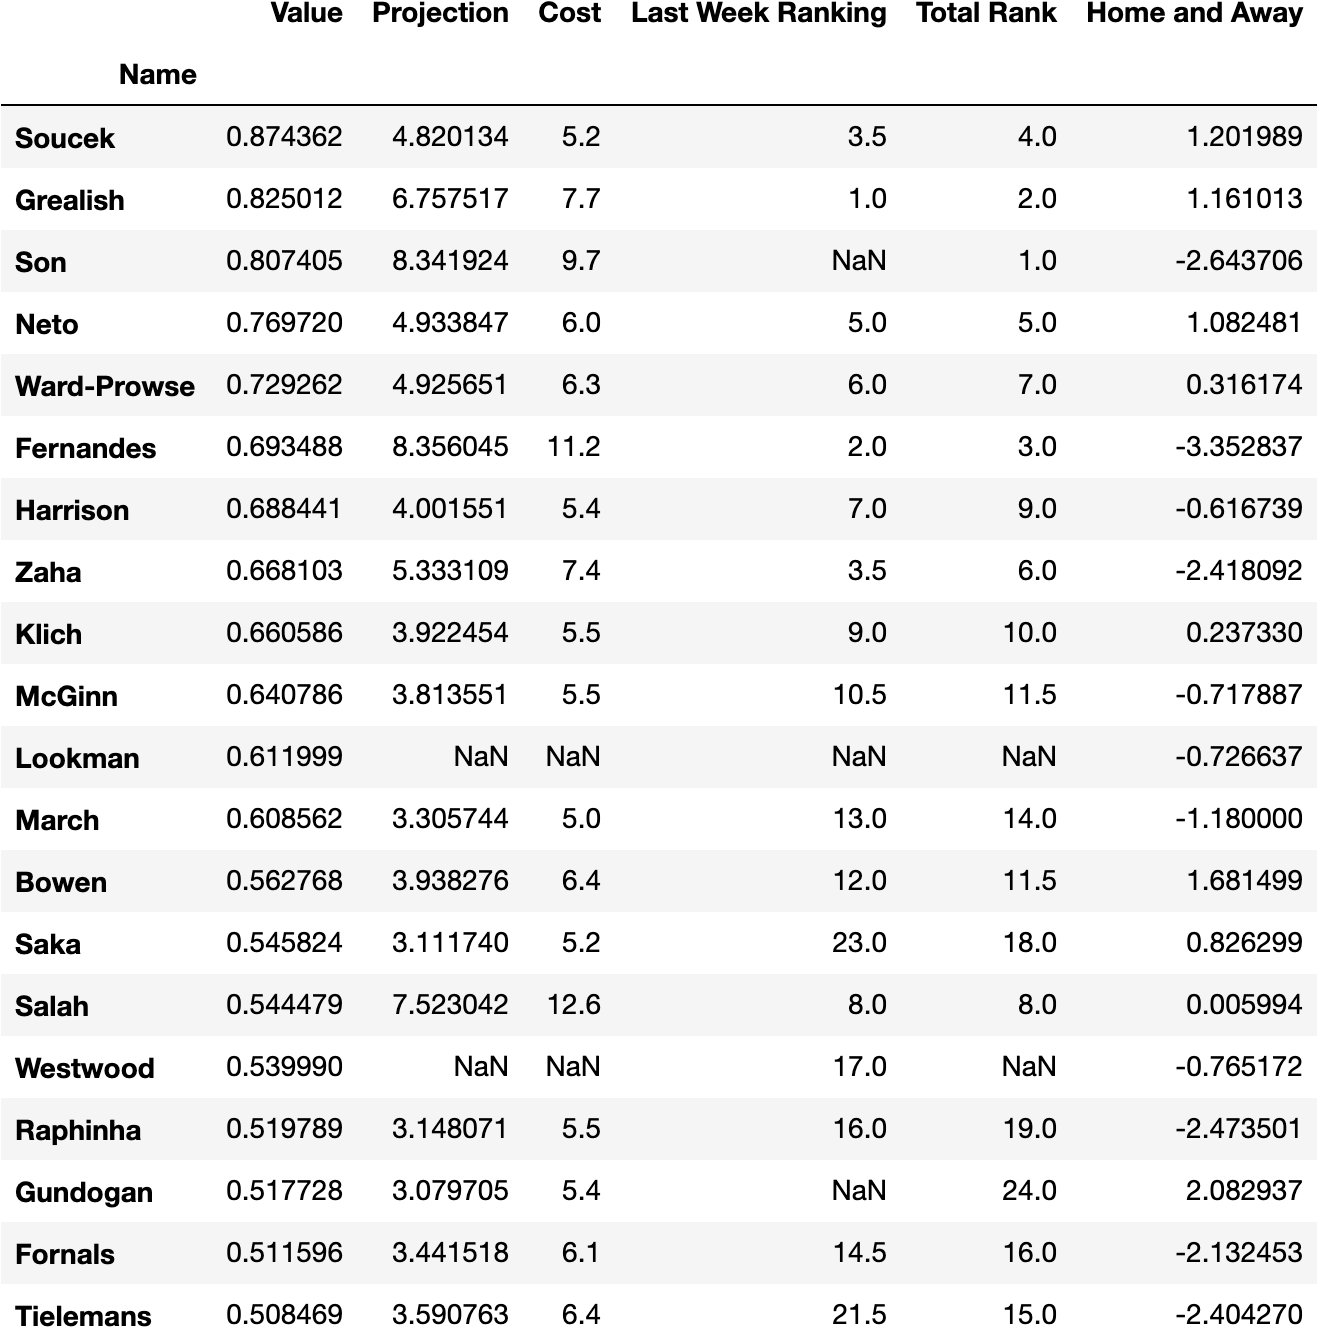 Value Projection Cost Last Week Ranking Total Rank Home and Away
Name
Soucek 0.874362 4.820134 5.2 3.5 4.0 1.201989
Grealish 0.825012 6.757517 7.7 1.0 2.0 1.161013
Son 0.807405 8.341924 9.7 NaN 1.0 -2.643706
Neto 0.769720 4.933847 6.0 5.0 5.0 1.082481
Ward-Prowse 0.729262 4.925651 6.3 6.0 7.0 0.316174
Fernandes 0.693488 8.356045 11.2 2.0 3.0 -3.352837
Harrison 0.688441 4.001551 5.4 7.0 9.0 -0.616739
Zaha 0.668103 5.333109 7.4 3.5 6.0 -2.418092
Klich 0.660586 3.922454 5.5 9.0 10.0 0.237330
McGinn 0.640786 3.813551 5.5 10.5 11.5 -0.717887
Lookman 0.611999 NaN NaN NaN NaN -0.726637
March 0.608562 3.305744 5.0 13.0 14.0 -1.180000
Bowen 0.562768 3.938276 6.4 12.0 11.5 1.681499
Saka 0.545824 3.111740 5.2 23.0 18.0 0.826299
Salah 0.544479 7.523042 12.6 8.0 8.0 0.005994
Westwood 0.539990 NaN NaN 17.0 NaN -0.765172
Raphinha 0.519789 3.148071 5.5 16.0 19.0 -2.473501
Gundogan 0.517728 3.079705 5.4 NaN 24.0 2.082937
Fornals 0.511596 3.441518 6.1 14.5 16.0 -2.132453
Tielemans 0.508469 3.590763 6.4 21.5 15.0 -2.404270